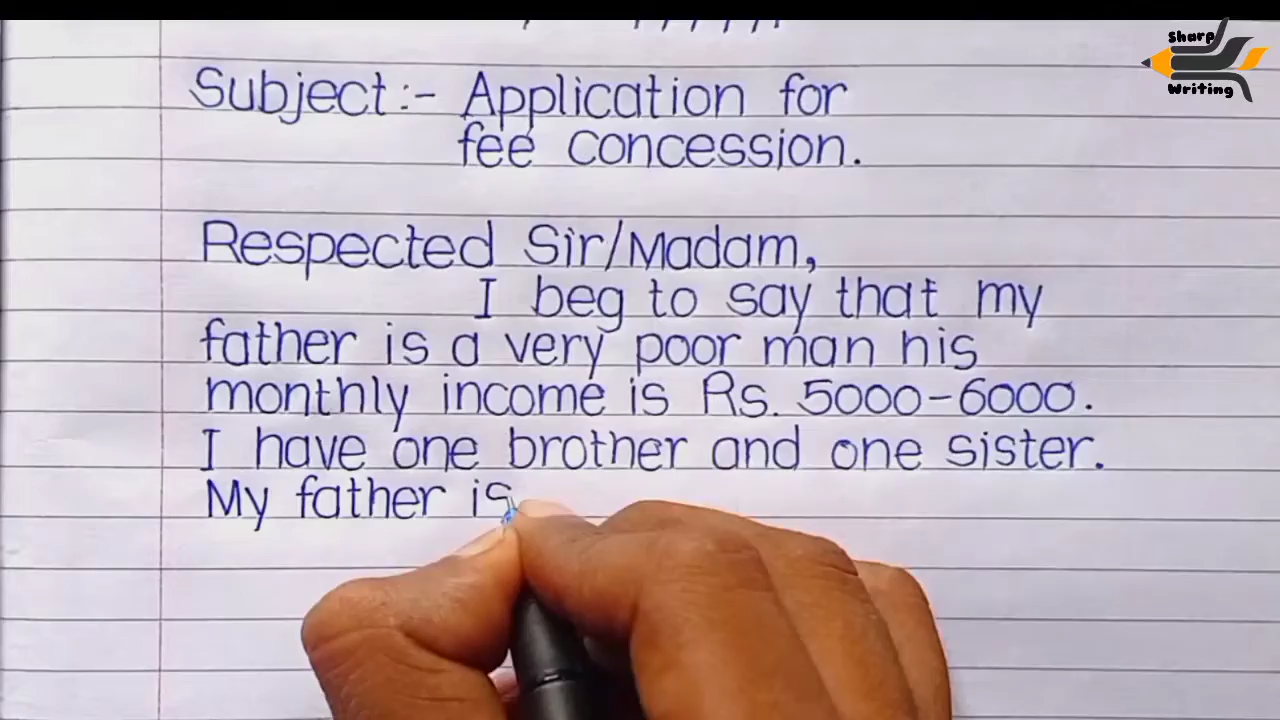 Sharp
Writing
Subject:- Application for
fee concession.
Respected Sir/Madam,
I beg to say that my
father is a very poor man his
monthly income is Rs. 5000-6000.
I have one brother and one sister.
My father is